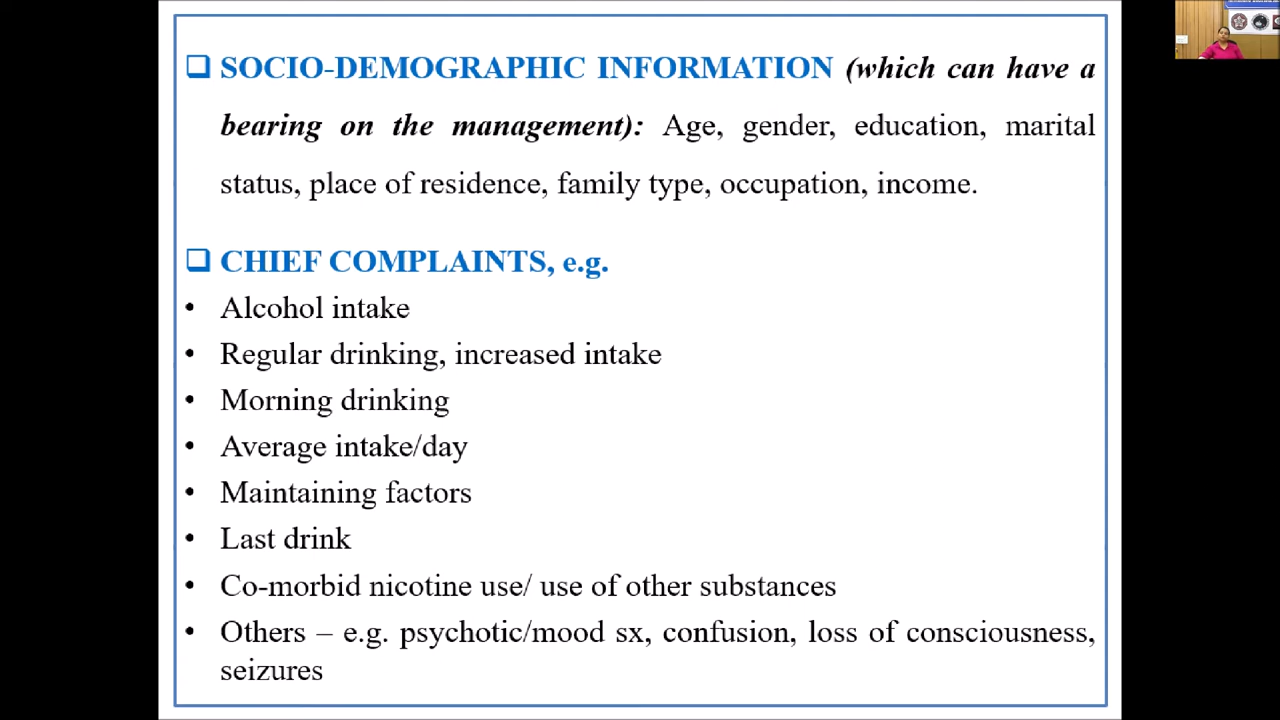 ❑ SOCIO-DEMOGRAPHIC INFORMATION (which can have a
bearing on the management): Age, gender, education, marital
status, place of residence, family type, occupation, income.
❑ CHIEF COMPLAINTS, e.g.
• Alcohol intake
• Regular drinking, increased intake
• Morning drinking
• Average intake/day
• Maintaining factors
• Last drink
• Co-morbid nicotine use/ use of other substances
• Others – e.g. psychotic/mood sx, confusion, loss of consciousness,
seizures